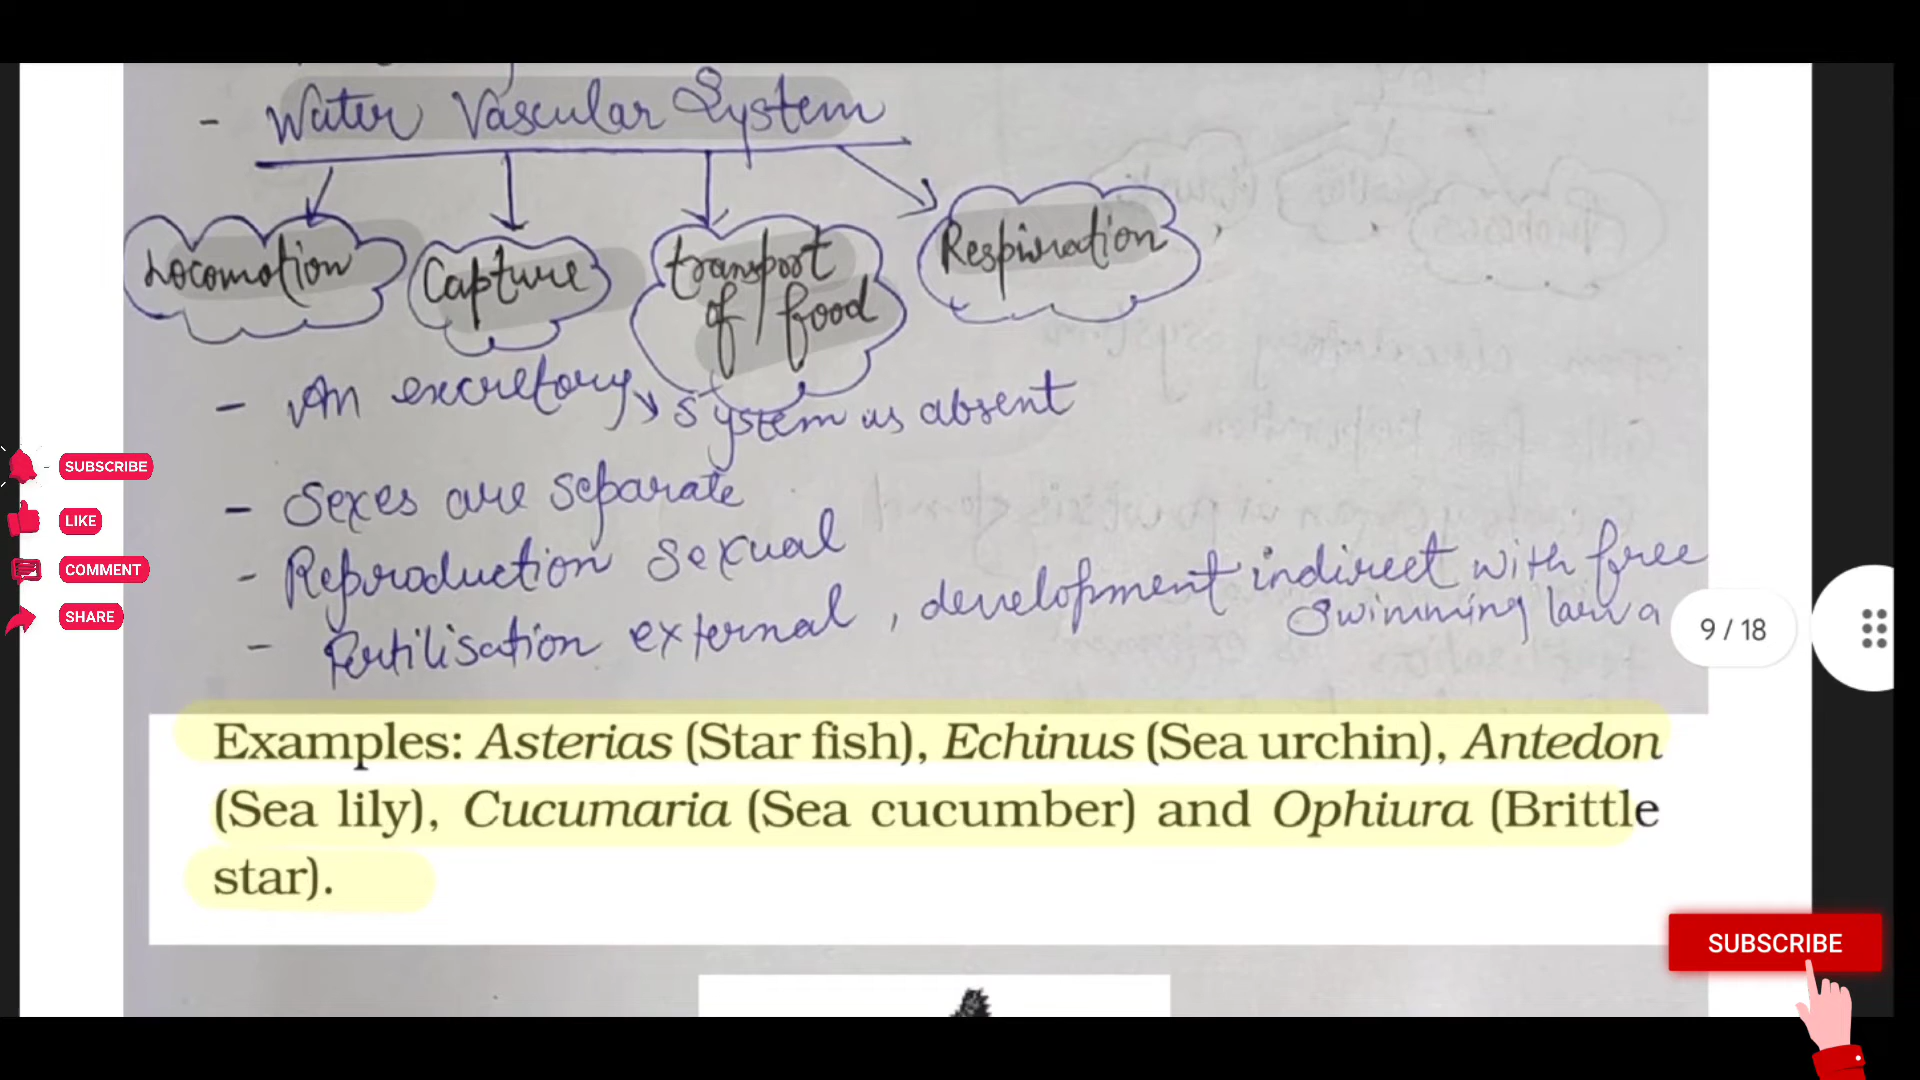 - Water Vascular System
Locomotion
Capture
transport of food
Respiration
- An excretory system is absent
- Sexes are separate
- Reproduction sexual
- Fertilisation external, development indirect with free
swimming larva
Examples: Asterias (Star fish), Echinus (Sea urchin), Antedon
(Sea lily), Cucumaria (Sea cucumber) and Ophiura (Brittle
star).
SUBSCRIBE
LIKE
COMMENT
SHARE
9 / 18
SUBSCRIBE